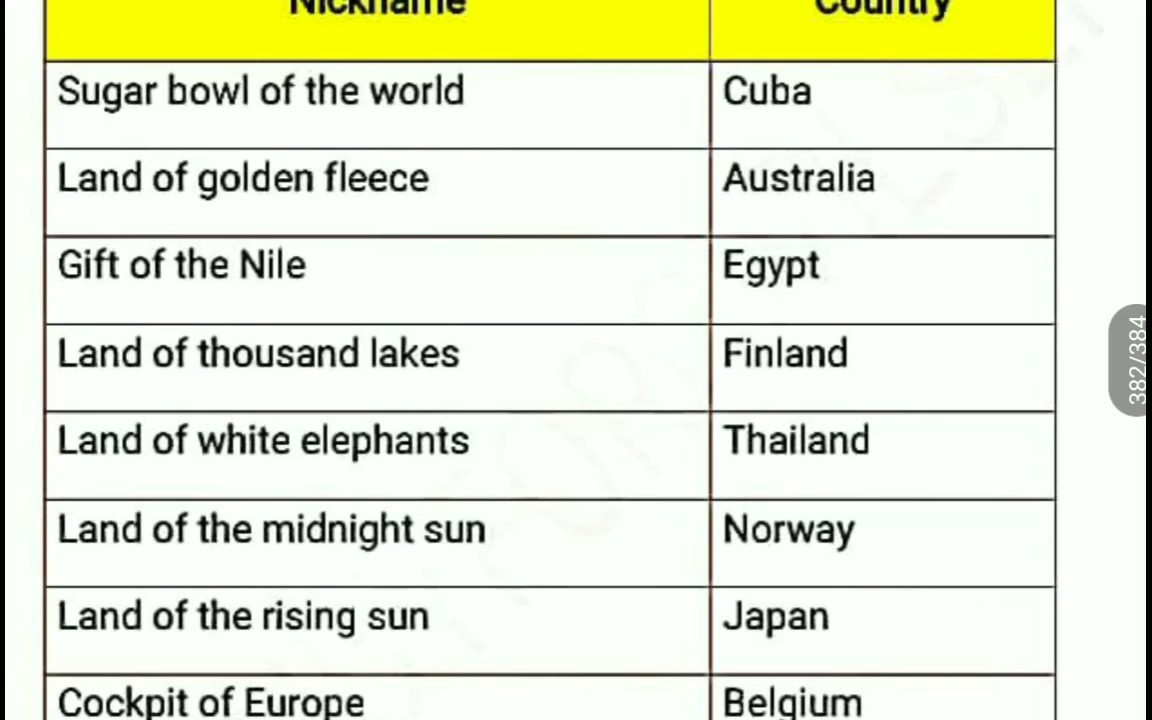 Nickname Country
Sugar bowl of the world Cuba
Land of golden fleece Australia
Gift of the Nile Egypt
Land of thousand lakes Finland
Land of white elephants Thailand
Land of the midnight sun Norway
Land of the rising sun Japan
Cockpit of Europe Belgium
382/384